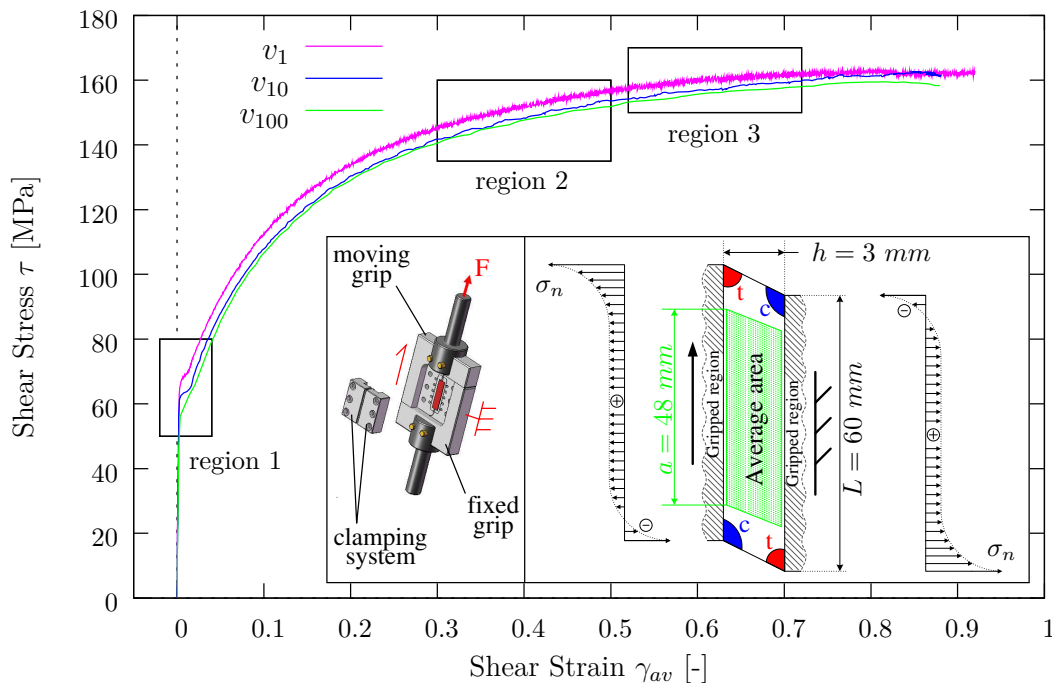 180
160
140
120
100
80
60
40
20
0
Shear Stress τ [MPa]
v₁
v₁₀
v₁₀₀
region 1
region 2
region 3
moving
grip
F
clamping
system
fixed
grip
σₙ
⊕
⊖
h = 3 mm
t
c
a = 48 mm
Gripped region
Average area
Gripped region
L = 60 mm
c
t
⊖
⊕
σₙ
0
0.1
0.2
0.3
0.4
0.5
0.6
0.7
0.8
0.9
1
Shear Strain γₐᵥ [-]